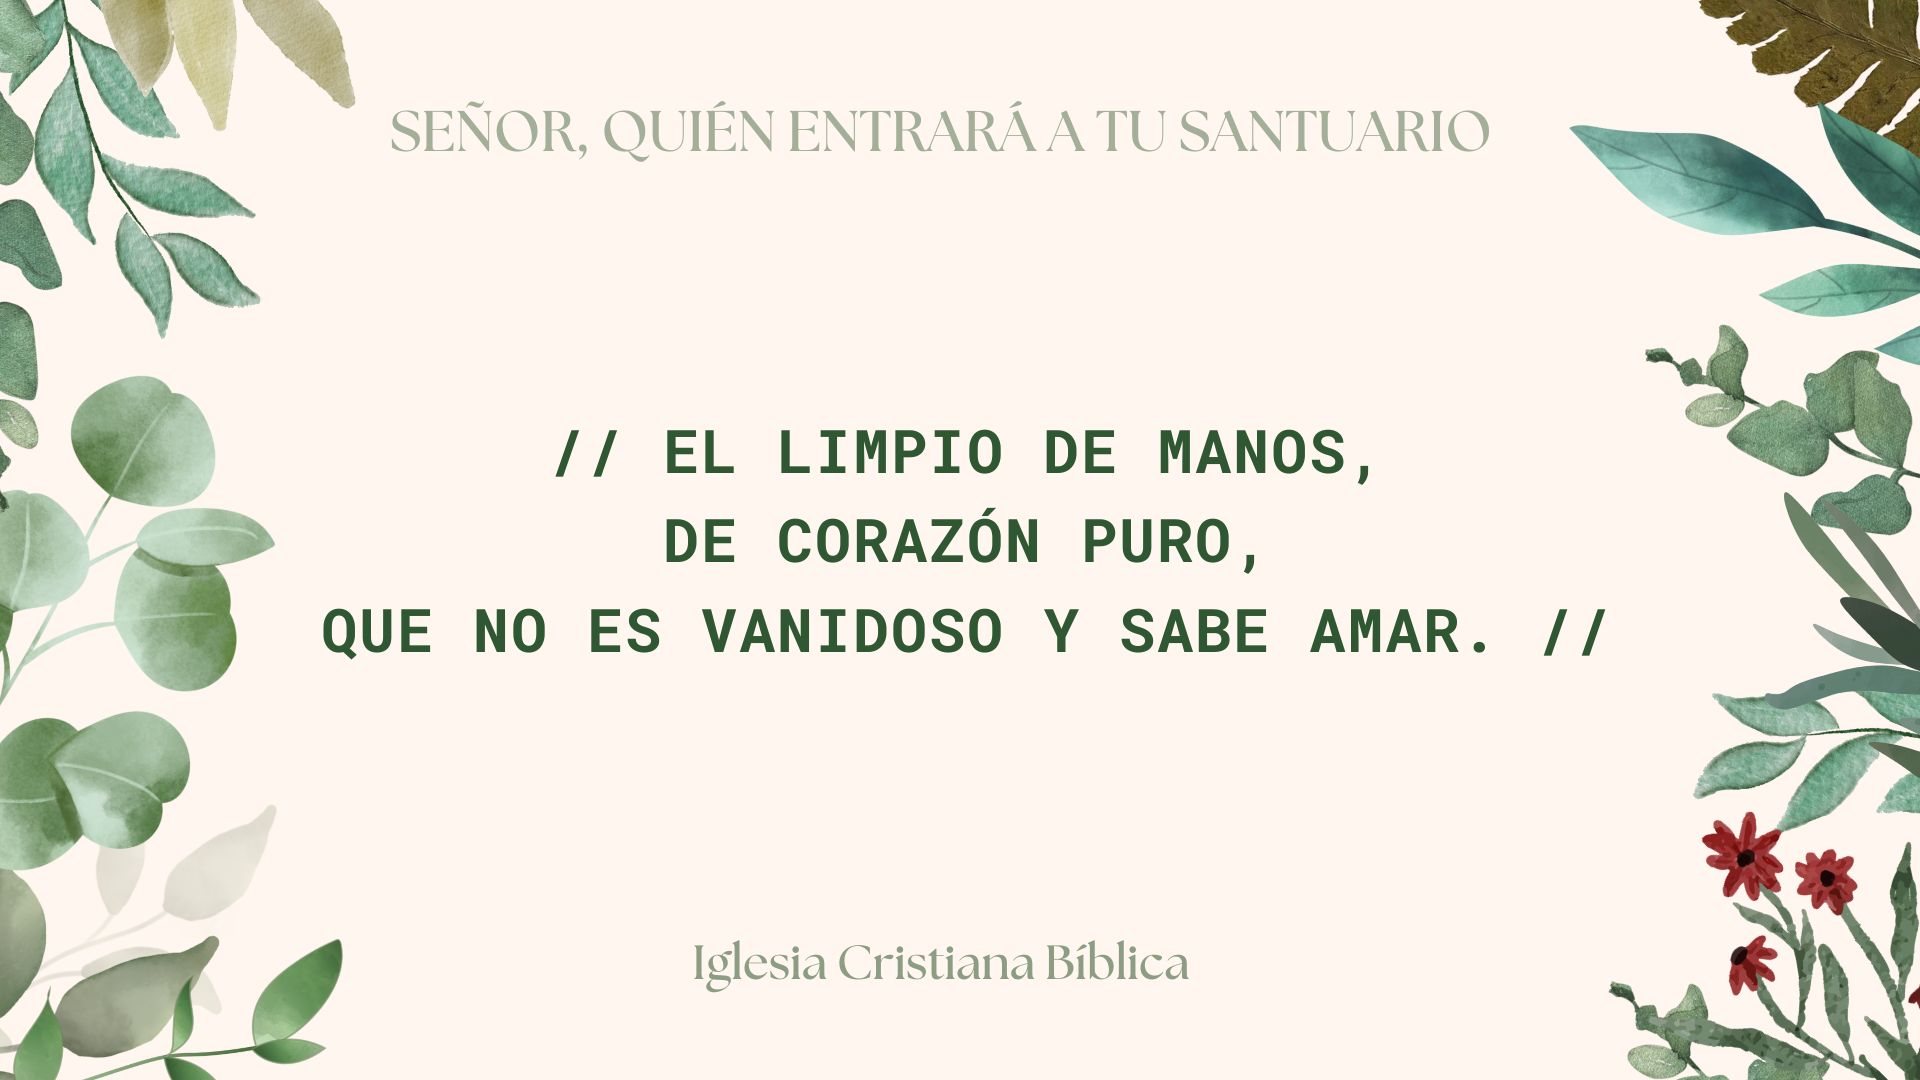 SEÑOR, QUIÉN ENTRARÁ A TU SANTUARIO
// EL LIMPIO DE MANOS,
DE CORAZÓN PURO,
QUE NO ES VANIDOSO Y SABE AMAR. //
Iglesia Cristiana Bíblica